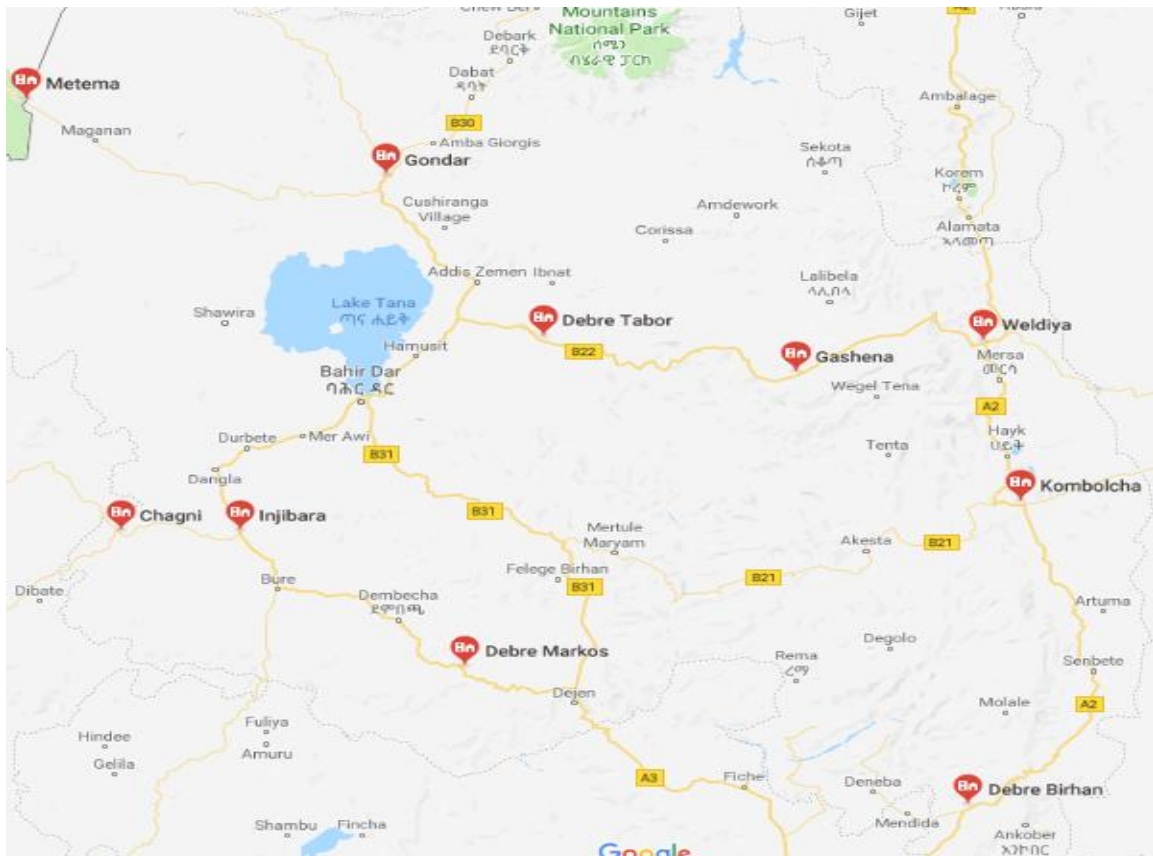 Mountains
National Park
ሰሜን
ብሄራዊ ፓርክ
Gijet
A2
Debark
ደባርቅ
Metema
Dabat
ዳባት
Ambalage
Maganan
B30
Amba Giorgis
Gondar
Sekota
ሰቆጣ
Korem
ኮረም
Cushiranga
Village
Amdework
Corissa
Alamata
አላማጣ
Addis Zemen
Ibnat
Lalibela
ላሊበላ
Lake Tana
ጣና ሐይቅ
Shawira
Debre Tabor
Weldiya
Hamusit
B22
Gashena
Mersa
መርሳ
Bahir Dar
ባሕር ዳር
Wegel Tena
A2
Durbete
Mer Awi
Tenta
Hayk
ሀይቅ
B31
Dangla
Kombolcha
Chagni
Injibara
B31
Mertule
Maryam
Akesta
B21
Felege Birhan
B31
B21
Bure
Dibate
Dembecha
ደምበጫ
Artuma
Debre Markos
Degolo
Rema
ሬማ
Senbete
Dejen
Molale
A2
Fuliya
Hindee
Amuru
Gelila
A3
Fiche
Deneba
Debre Birhan
Mendida
Shambu
Fincha
Ankober
አንኮበር
Google